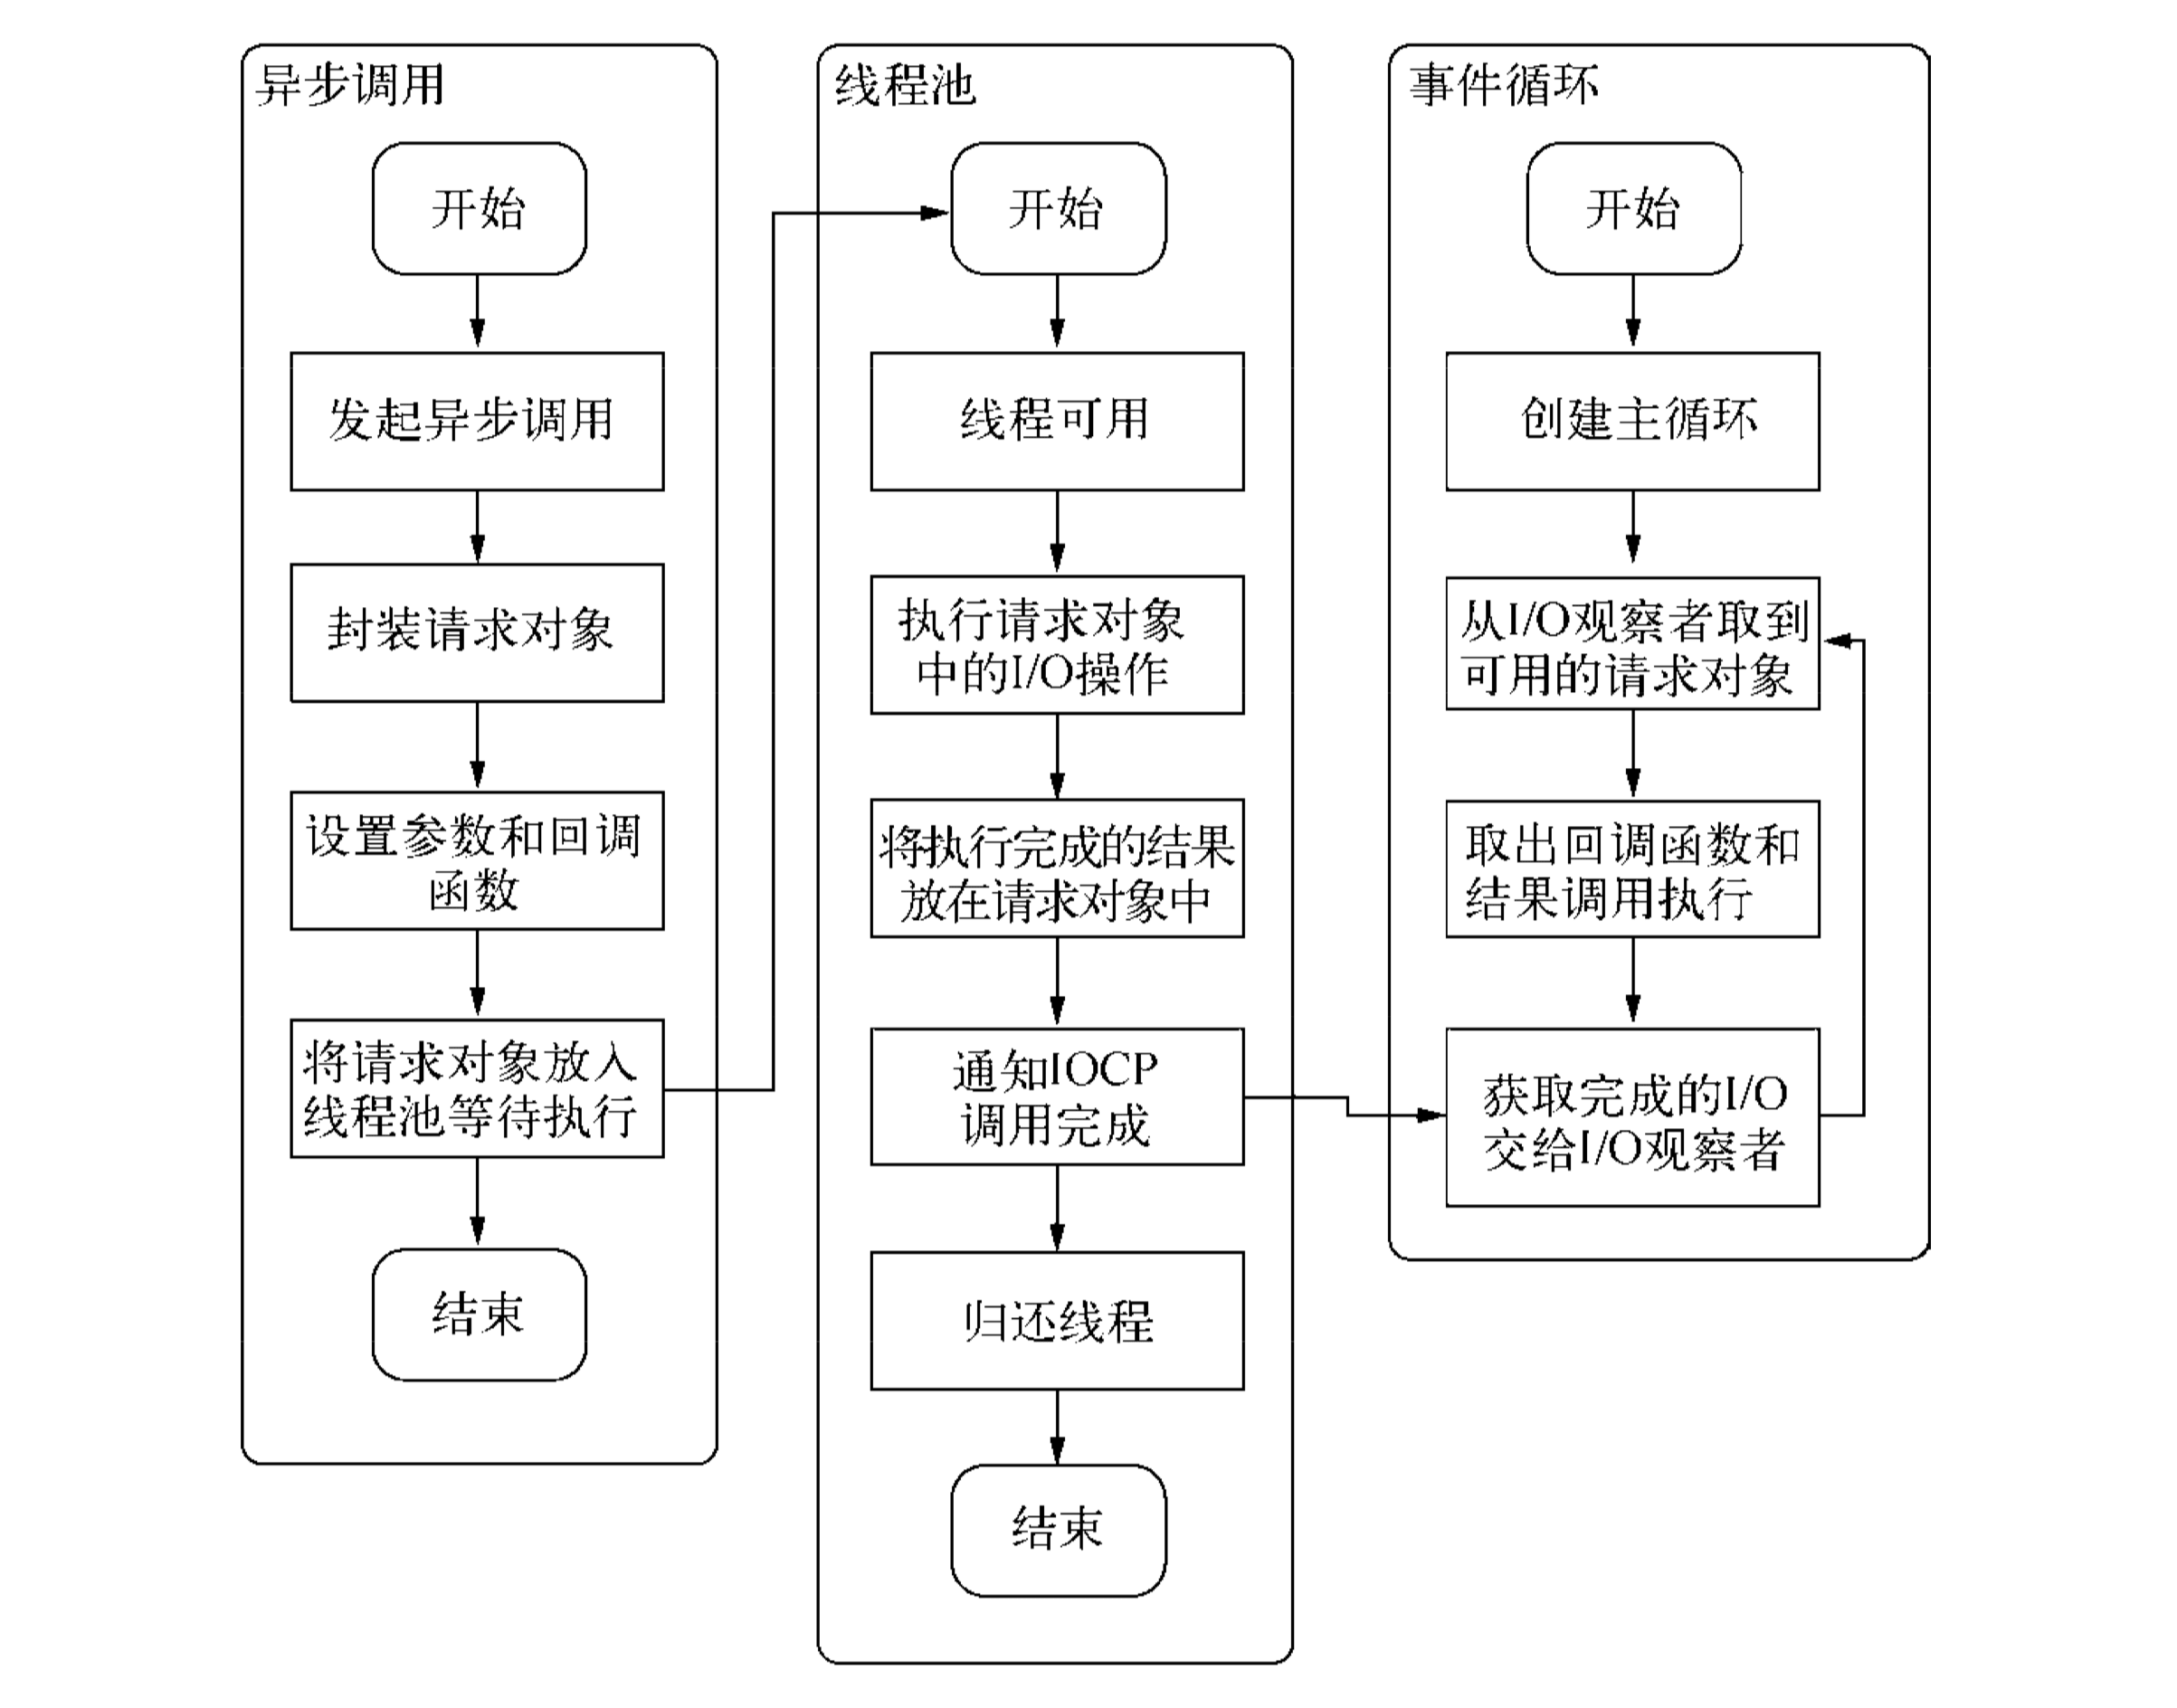 异步调用
开始
发起异步调用
封装请求对象
设置参数和回调
函数
将请求对象放入
线程池等待执行
结束
线程池
开始
线程可用
执行请求对象
中的I/O操作
将执行完成的结果
放在请求对象中
通知IOCP
调用完成
归还线程
结束
事件循环
开始
创建主循环
从I/O观察者取到
可用的请求对象
取出回调函数和
结果调用执行
获取完成的I/O
交给I/O观察者